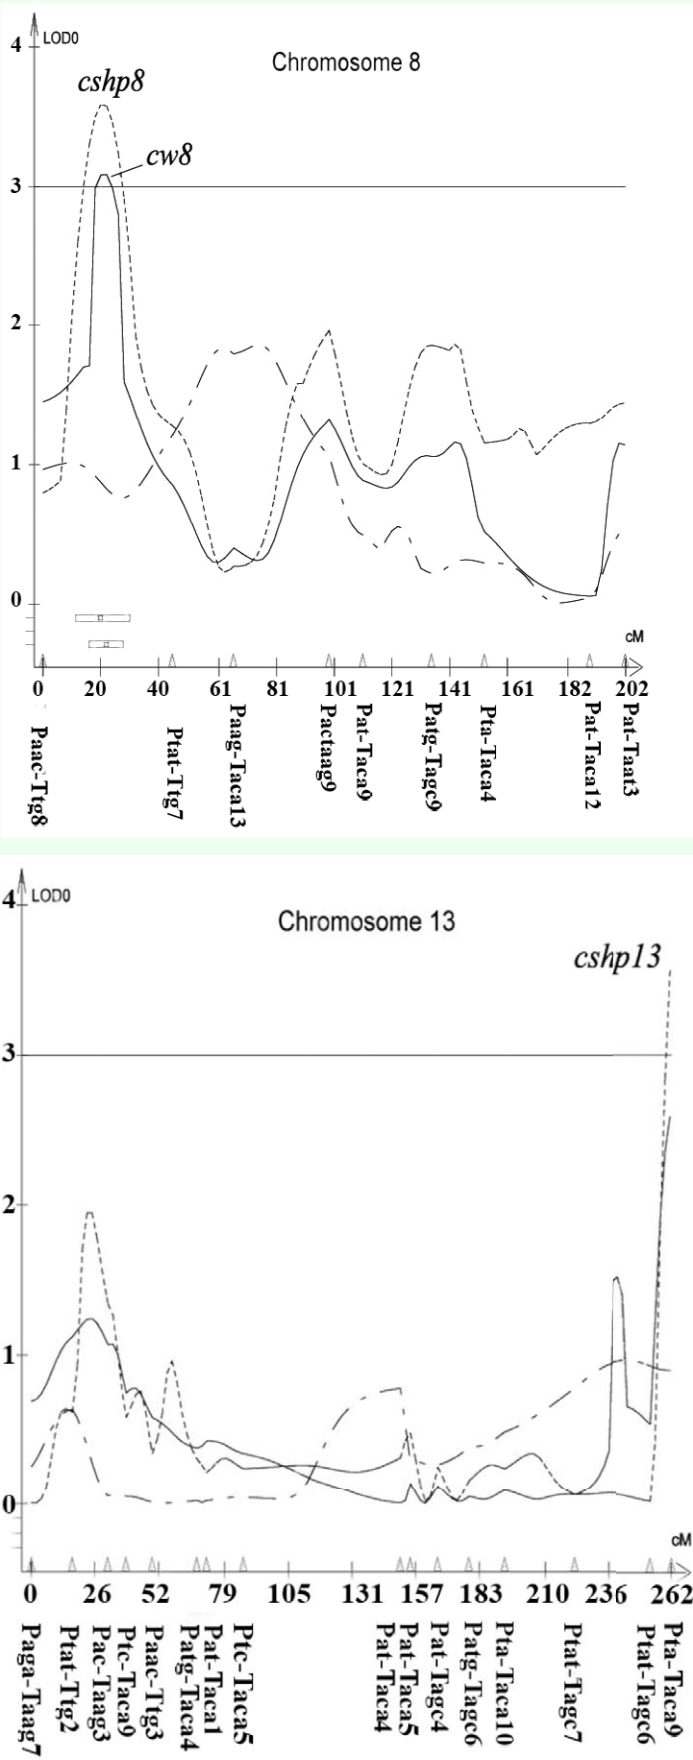 4
LOD0
Chromosome 8
cshp8
cw8
3
2
1
0
cM
0 20 40 61 81 101 121 141 161 182 202
Paac-Ttg8
Ptat-Ttg7
Paag-Taca13
Pactaag9
Pat-Taca9
Patg-Tagc9
Pta-Taca4
Pat-Taca12
Pat-Taat3
4
LOD0
Chromosome 13
cshp13
3
2
1
0
cM
0 26 52 79 105 131 157 183 210 236 262
Paga-Taag7
Ptat-Ttg2
Pac-Taag3
Ptc-Taca9
Paac-Ttg3
Patg-Taca4
Pat-Taca1
Ptc-Taca5
Pat-Taca4
Pat-Taca5
Pat-Tagc4
Patg-Tagc6
Pta-Taca10
Ptat-Tagc7
Ptat-Tagc6
Pta-Taca9